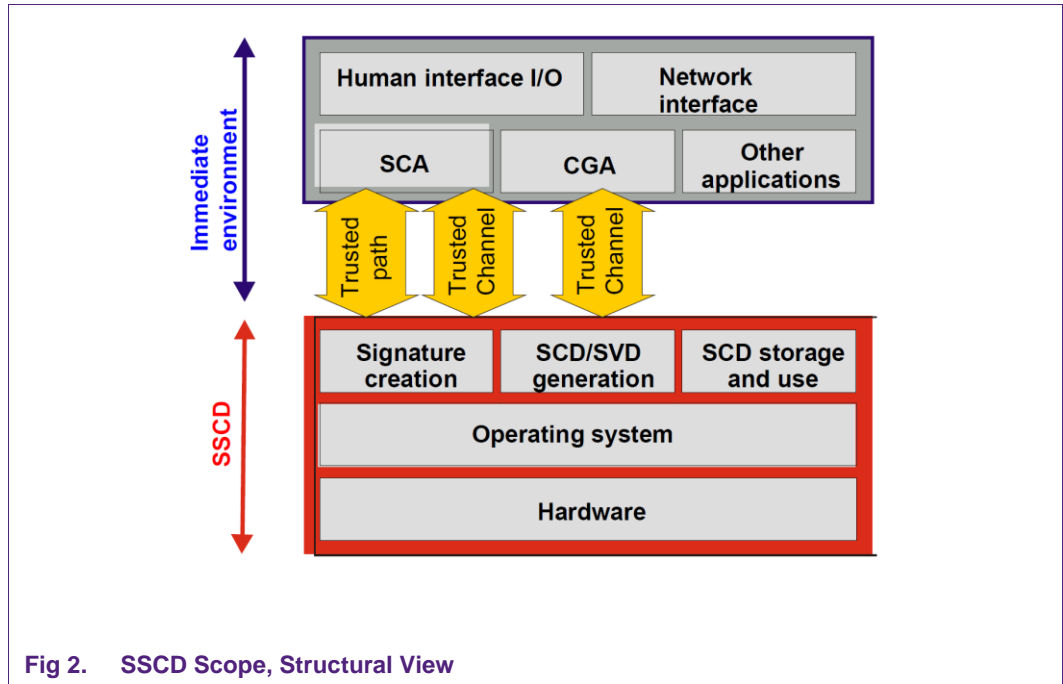 Immediate
environment
Human interface I/O
Network
interface
SCA
CGA
Other
applications
Trusted
path
Trusted
Channel
Trusted
Channel
SSCD
Signature
creation
SCD/SVD
generation
SCD storage
and use
Operating system
Hardware
Fig 2. SSCD Scope, Structural View